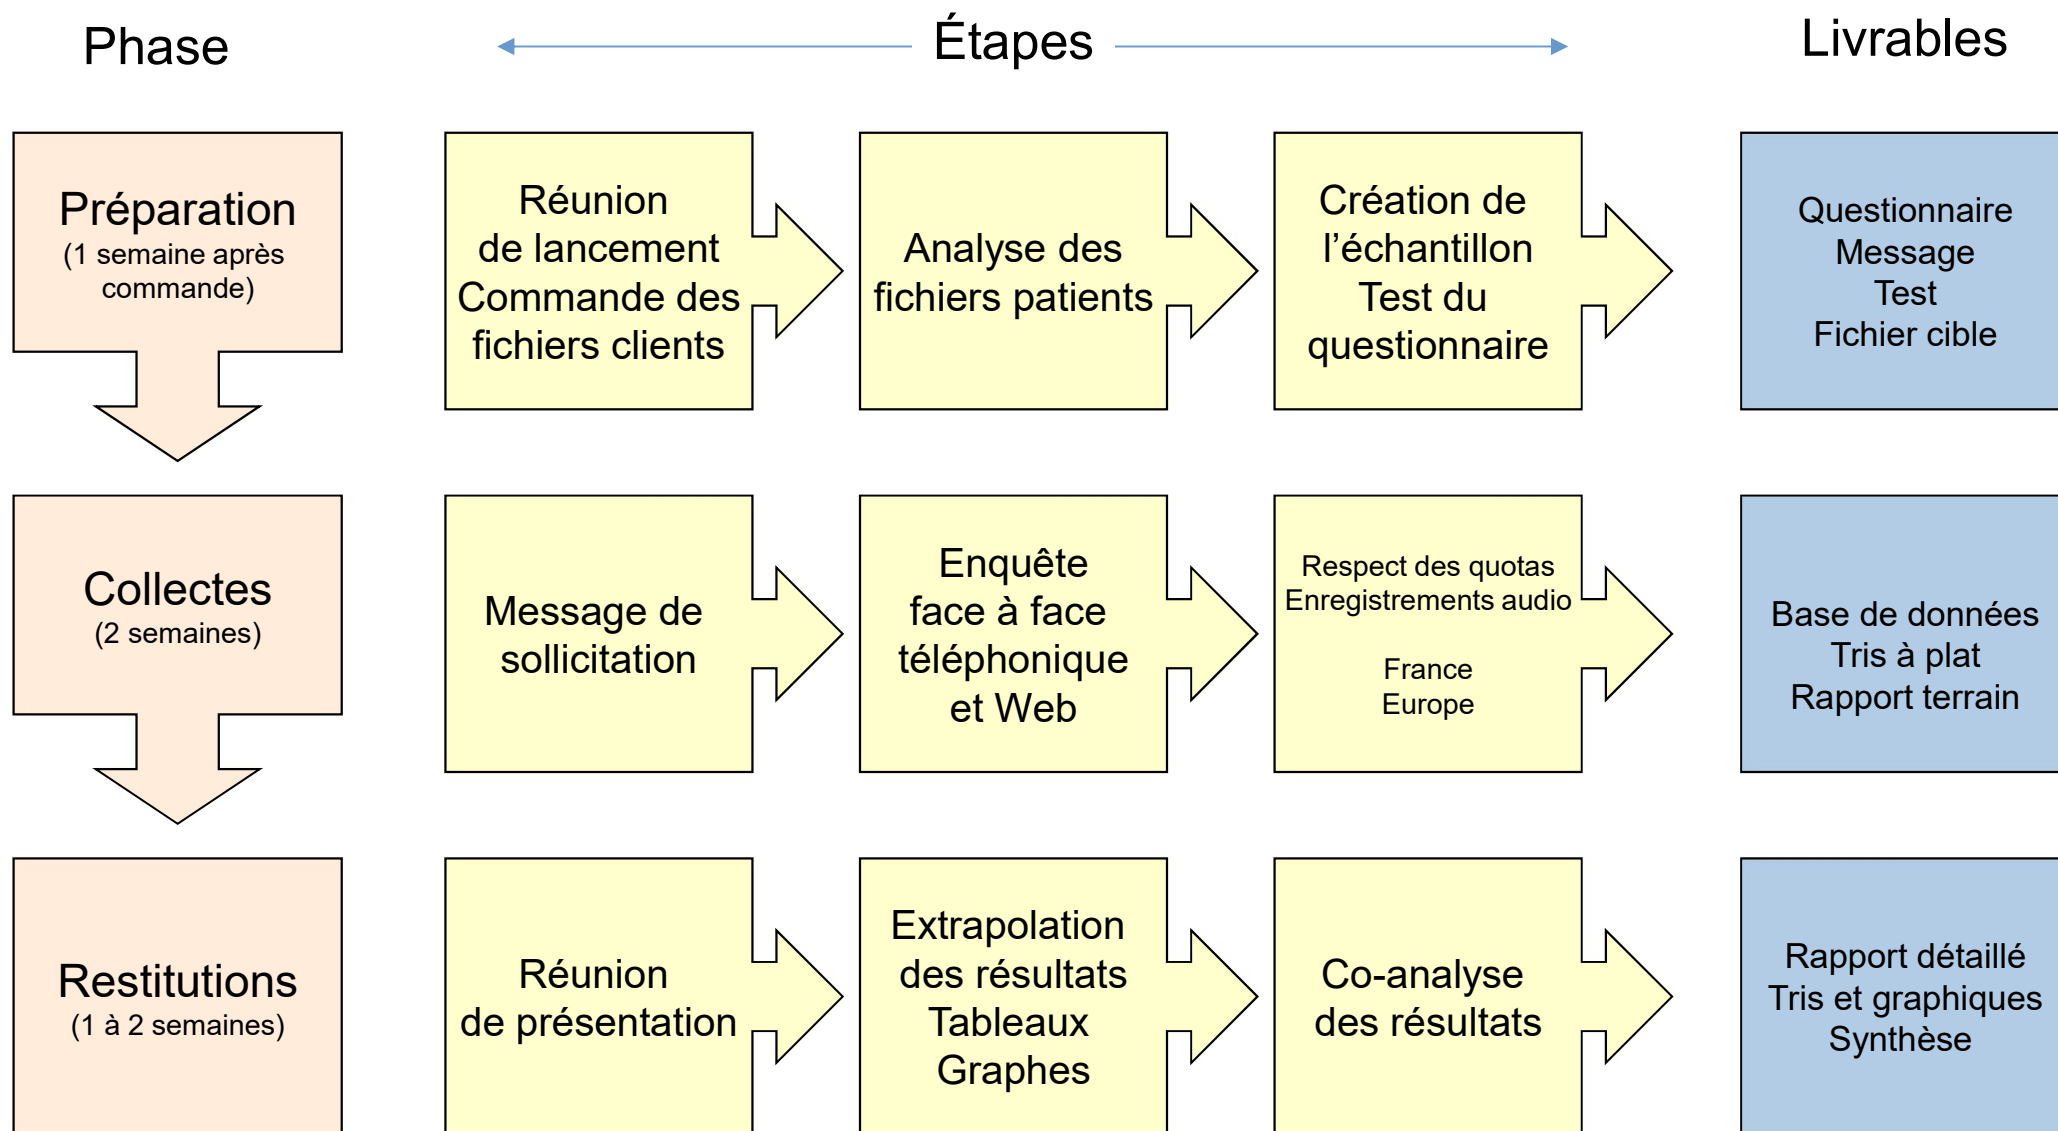 Phase
Étapes
Livrables
Préparation
(1 semaine après
commande)
Réunion
de lancement
Commande des
fichiers clients
Analyse des
fichiers patients
Création de
l’échantillon
Test du
questionnaire
Questionnaire
Message
Test
Fichier cible
Collectes
(2 semaines)
Message de
sollicitation
Enquête
face à face
téléphonique
et Web
Respect des quotas
Enregistrements audio
France
Europe
Base de données
Tris à plat
Rapport terrain
Restitutions
(1 à 2 semaines)
Réunion
de présentation
Extrapolation
des résultats
Tableaux
Graphes
Co-analyse
des résultats
Rapport détaillé
Tris et graphiques
Synthèse